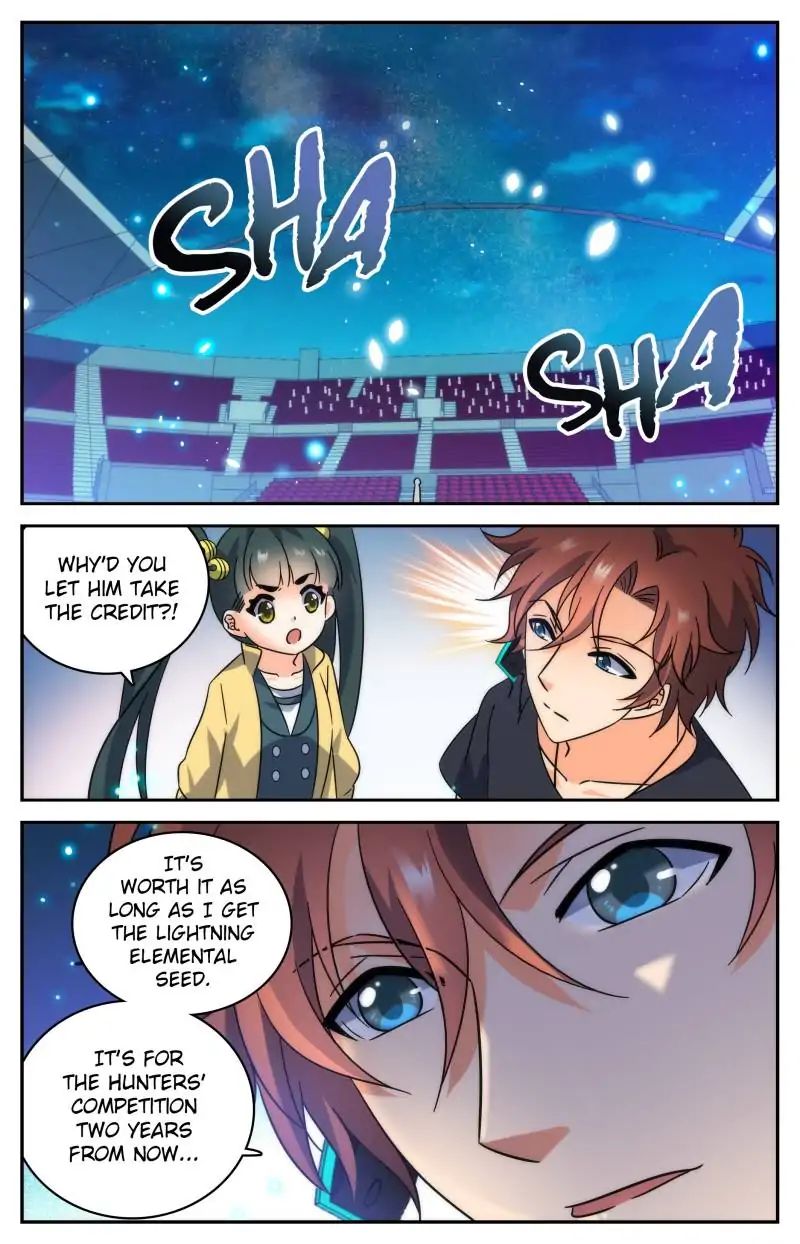 SHA
SHA
WHY'D YOU
LET HIM TAKE
THE CREDIT?!
IT'S
WORTH IT AS
LONG AS I GET
THE LIGHTNING
ELEMENTAL
SEED.
IT'S FOR
THE HUNTERS'
COMPETITION
TWO YEARS
FROM NOW...